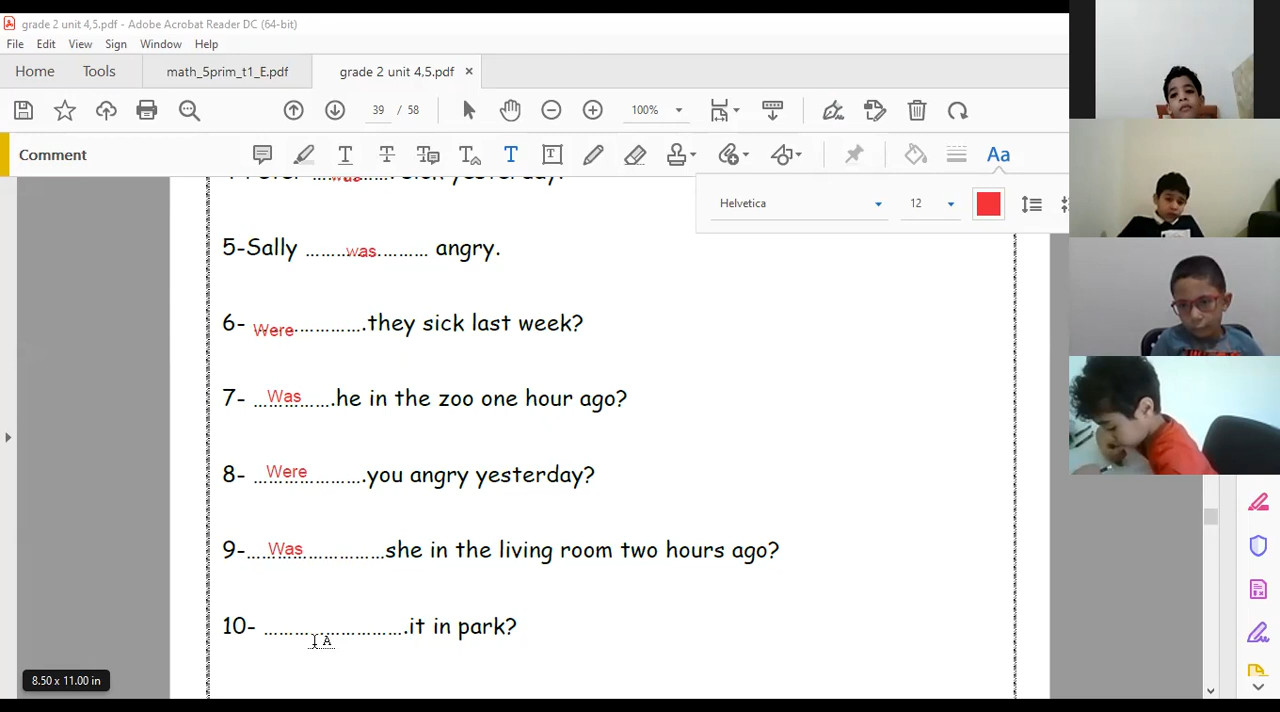 grade 2 unit 4,5.pdf - Adobe Acrobat Reader DC (64-bit)
File Edit View Sign Window Help
Home Tools math_5prim_t1_E.pdf grade 2 unit 4,5.pdf ×
39 / 58 100%
Comment
Aa
Helvetica 12
was sick yesterday.
5-Sally ......was......... angry.
6- Were.............they sick last week?
7- ...Was....he in the zoo one hour ago?
8- ...Were.......you angry yesterday?
9-...Was..............she in the living room two hours ago?
10- ...........................it in park?
A
8.50 x 11.00 in